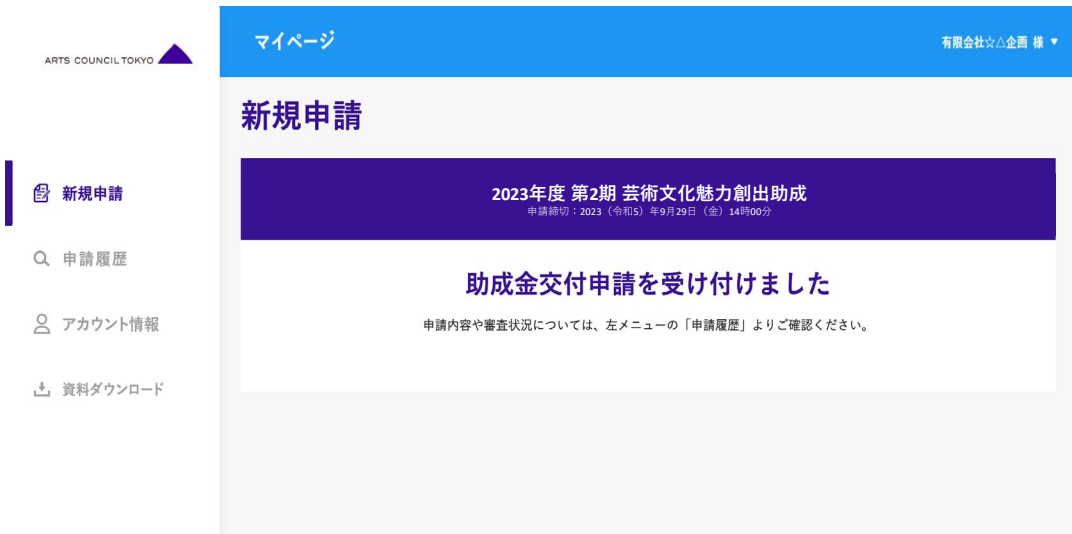 ARTS COUNCIL TOKYO
マイページ
有限会社☆△企画 様 ▼
新規申請
新規申請
申請履歴
アカウント情報
資料ダウンロード
2023年度 第2期 芸術文化魅力創出助成
申請締切：2023（令和5）年9月29日（金）14時00分
助成金交付申請を受け付けました
申請内容や審査状況については、左メニューの「申請履歴」よりご確認ください。